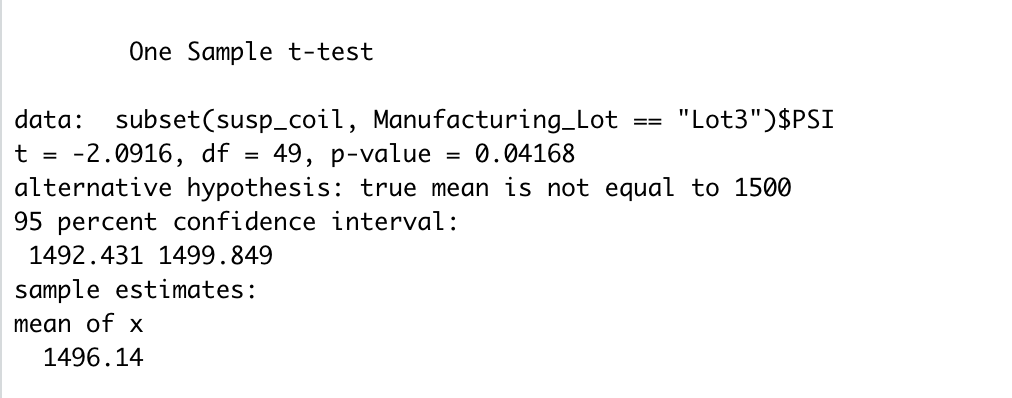 One Sample t-test
data:  subset(susp_coil, Manufacturing_Lot == "Lot3")$PSI
t = -2.0916, df = 49, p-value = 0.04168
alternative hypothesis: true mean is not equal to 1500
95 percent confidence interval:
1492.431 1499.849
sample estimates:
mean of x
1496.14